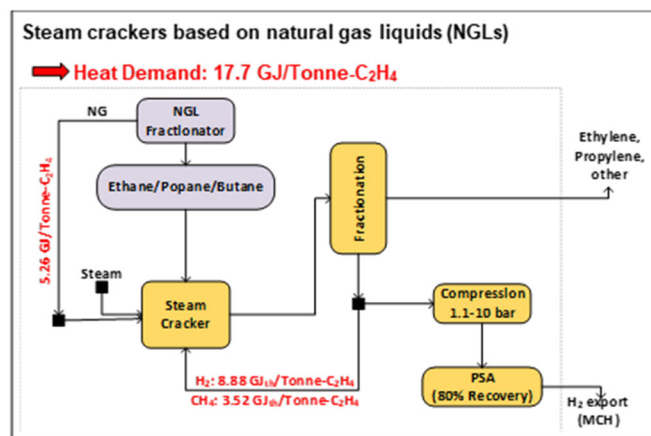 Steam crackers based on natural gas liquids (NGLs)
Heat Demand: 17.7 GJ/Tonne-C₂H₄
NG
NGL
Fractionator
Ethane/Popane/Butane
5.26 GJ/Tonne-C₂H₄
Steam
Steam
Cracker
Fractionation
Ethylene,
Propylene,
other
Compression
1.1-10 bar
H₂: 8.88 GJₜₕ/Tonne-C₂H₄
CH₄: 3.52 GJₜₕ/Tonne-C₂H₄
PSA
(80% Recovery)
H₂ export
(MCH)